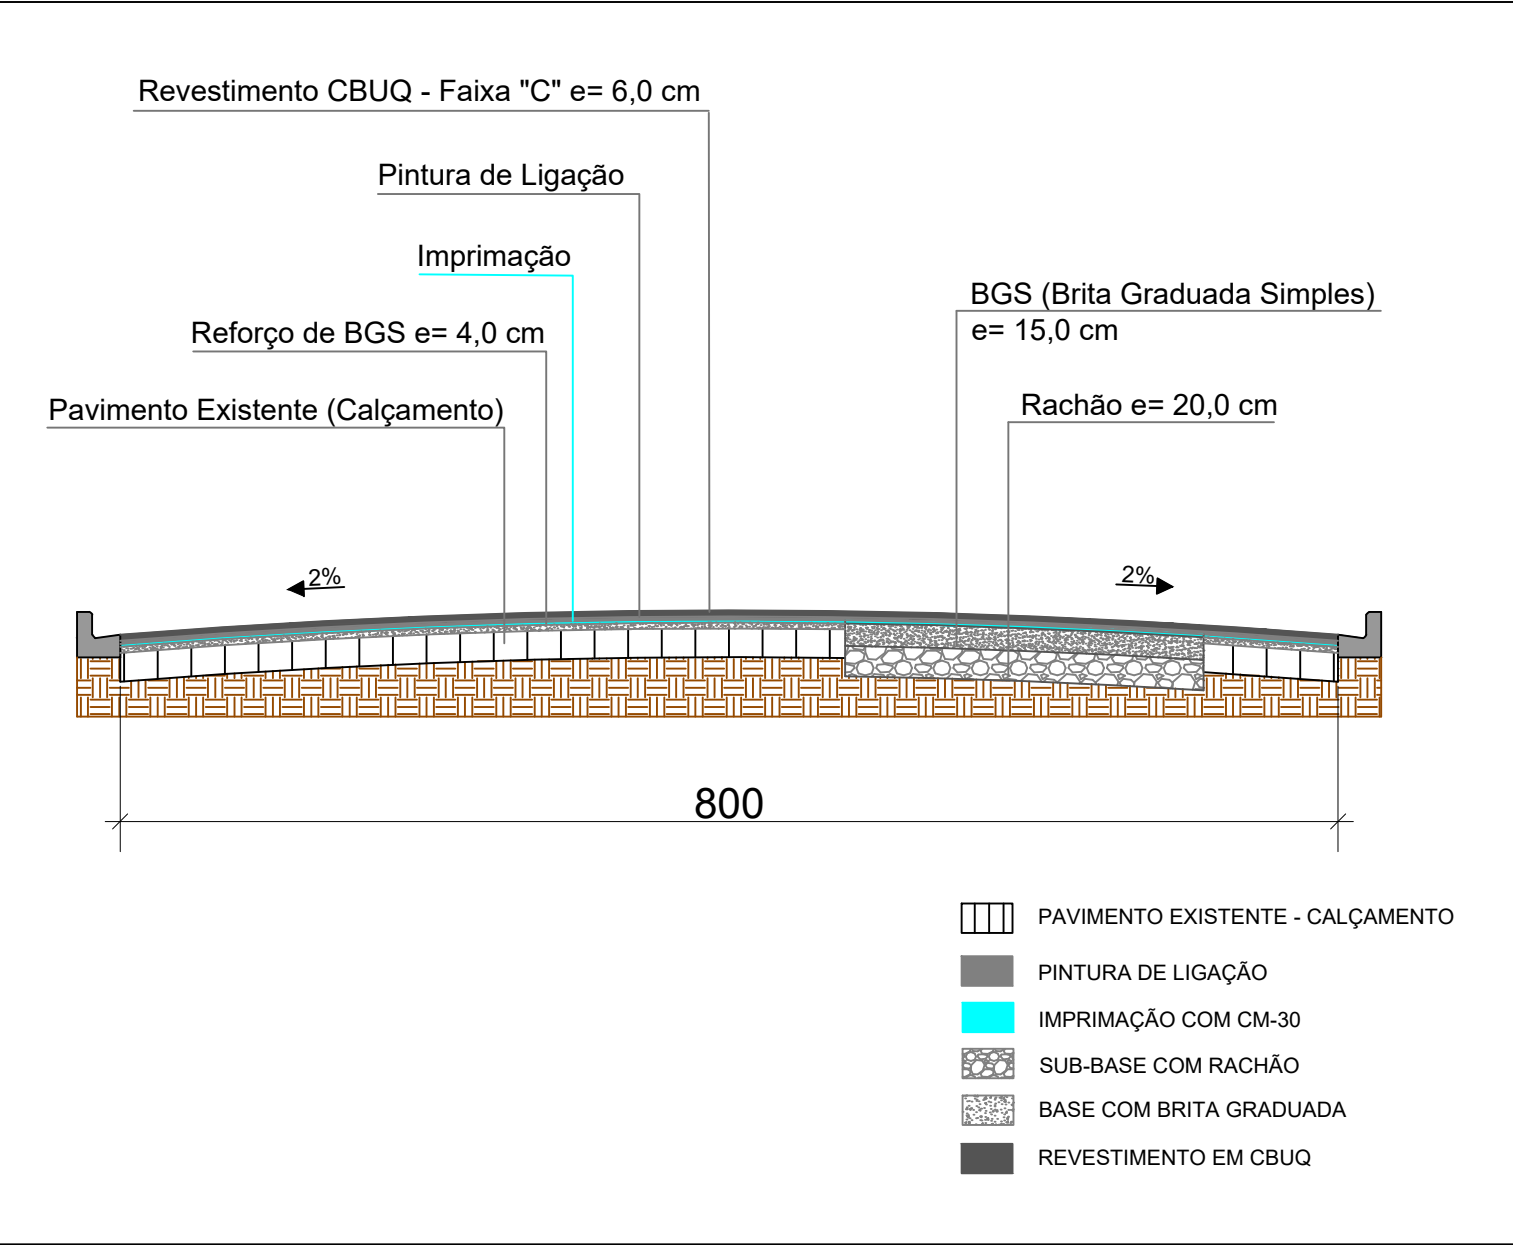 Revestimento CBUQ - Faixa "C" e= 6,0 cm
Pintura de Ligação
Imprimação
BGS (Brita Graduada Simples)
e= 15,0 cm
Reforço de BGS e= 4,0 cm
Pavimento Existente (Calçamento)
Rachão e= 20,0 cm
2%
2%
800
PAVIMENTO EXISTENTE - CALÇAMENTO
PINTURA DE LIGAÇÃO
IMPRIMAÇÃO COM CM-30
SUB-BASE COM RACHÃO
BASE COM BRITA GRADUADA
REVESTIMENTO EM CBUQ